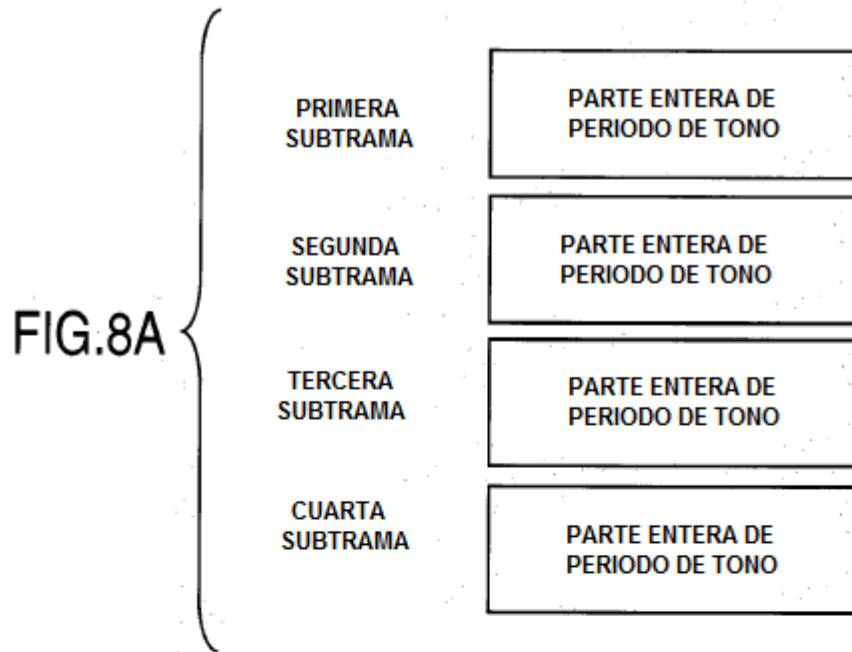 PRIMERA
SUBTRAMA
PARTE ENTERA DE
PERIODO DE TONO
SEGUNDA
SUBTRAMA
PARTE ENTERA DE
PERIODO DE TONO
FIG.8A
TERCERA
SUBTRAMA
PARTE ENTERA DE
PERIODO DE TONO
CUARTA
SUBTRAMA
PARTE ENTERA DE
PERIODO DE TONO